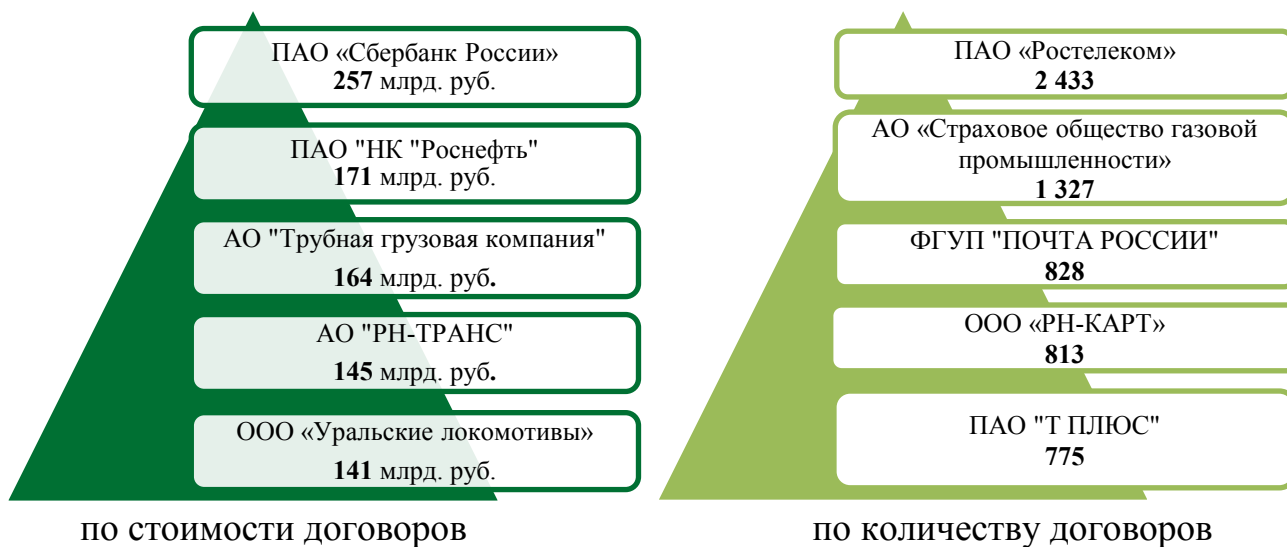 ПАО «Сбербанк России»
257 млрд. руб.
ПАО "НК "Роснефть"
171 млрд. руб.
АО "Трубная грузовая компания"
164 млрд. руб.
АО "РН-ТРАНС"
145 млрд. руб.
ООО «Уральские локомотивы»
141 млрд. руб.
по стоимости договоров
ПАО «Ростелеком»
2 433
АО «Страховое общество газовой
промышленности»
1 327
ФГУП "ПОЧТА РОССИИ"
828
ООО «РН-КАРТ»
813
ПАО "Т ПЛЮС"
775
по количеству договоров